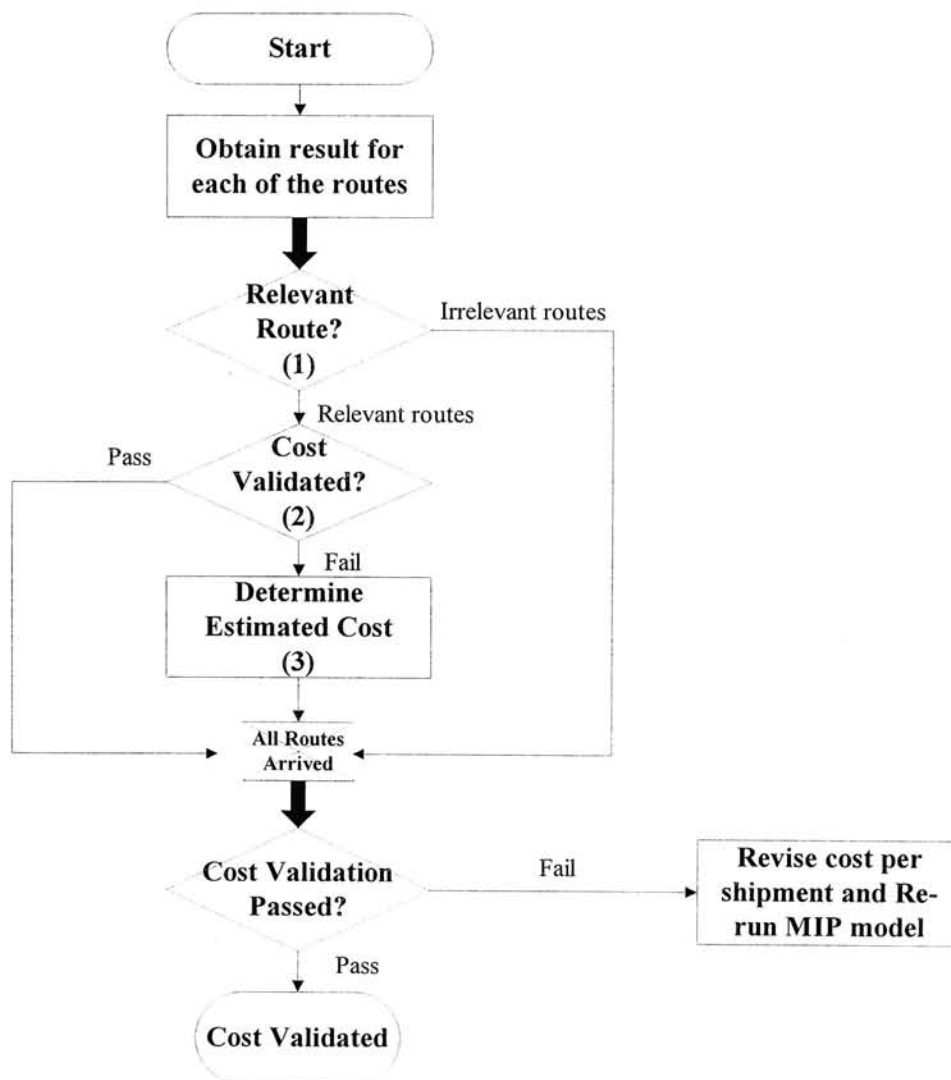 Start
Obtain result for
each of the routes
Relevant
Route?
(1)
Irrelevant routes
Relevant routes
Pass
Cost
Validated?
(2)
Fail
Determine
Estimated Cost
(3)
All Routes
Arrived
Cost Validation
Passed?
Fail
Revise cost per
shipment and Re-
run MIP model
Pass
Cost Validated